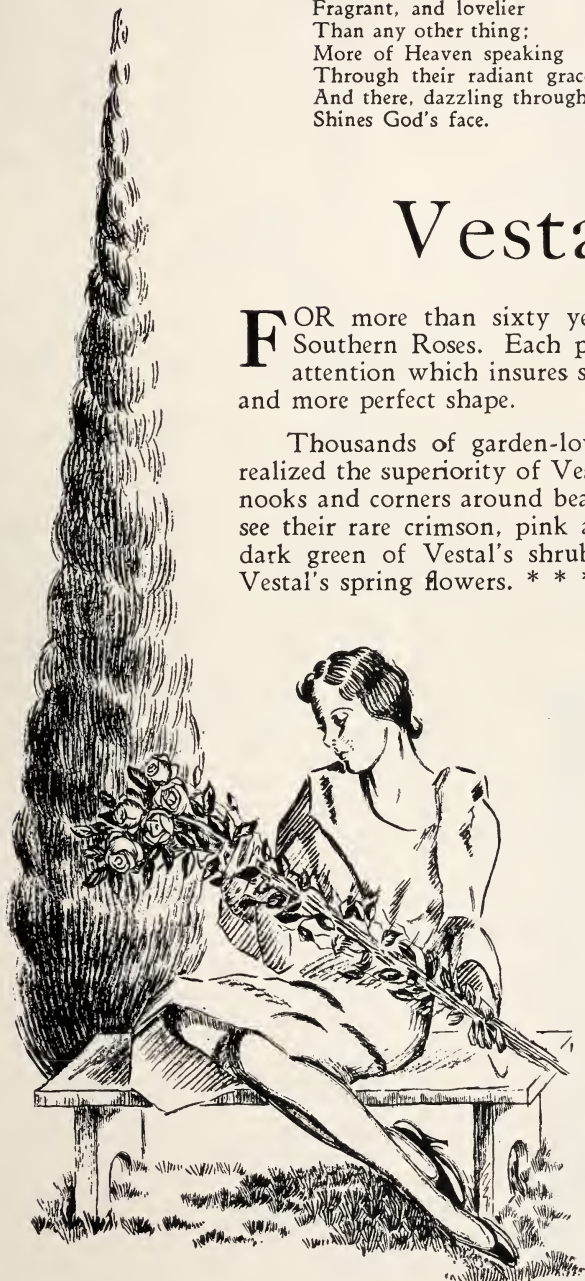 Fragrant, and lovelier
Than any other thing;
More of Heaven speaking
Through their radiant grac
And there, dazzling through
Shines God's face.
Vesta
FOR more than sixty ye
Southern Roses. Each p
attention which insures s
and more perfect shape.
Thousands of garden-lov
realized the superiority of Ves
nooks and corners around bea
see their rare crimson, pink a
dark green of Vestal's shrub
Vestal's spring flowers. * * *